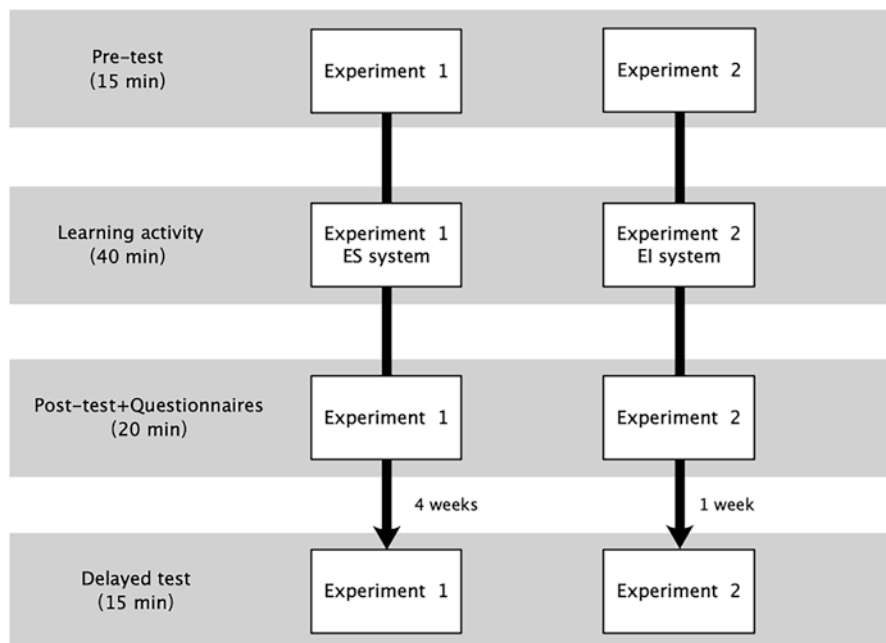 Pre-test
(15 min)
Experiment 1
Experiment 2
Learning activity
(40 min)
Experiment 1
ES system
Experiment 2
EI system
Post-test+Questionnaires
(20 min)
Experiment 1
Experiment 2
4 weeks
1 week
Delayed test
(15 min)
Experiment 1
Experiment 2